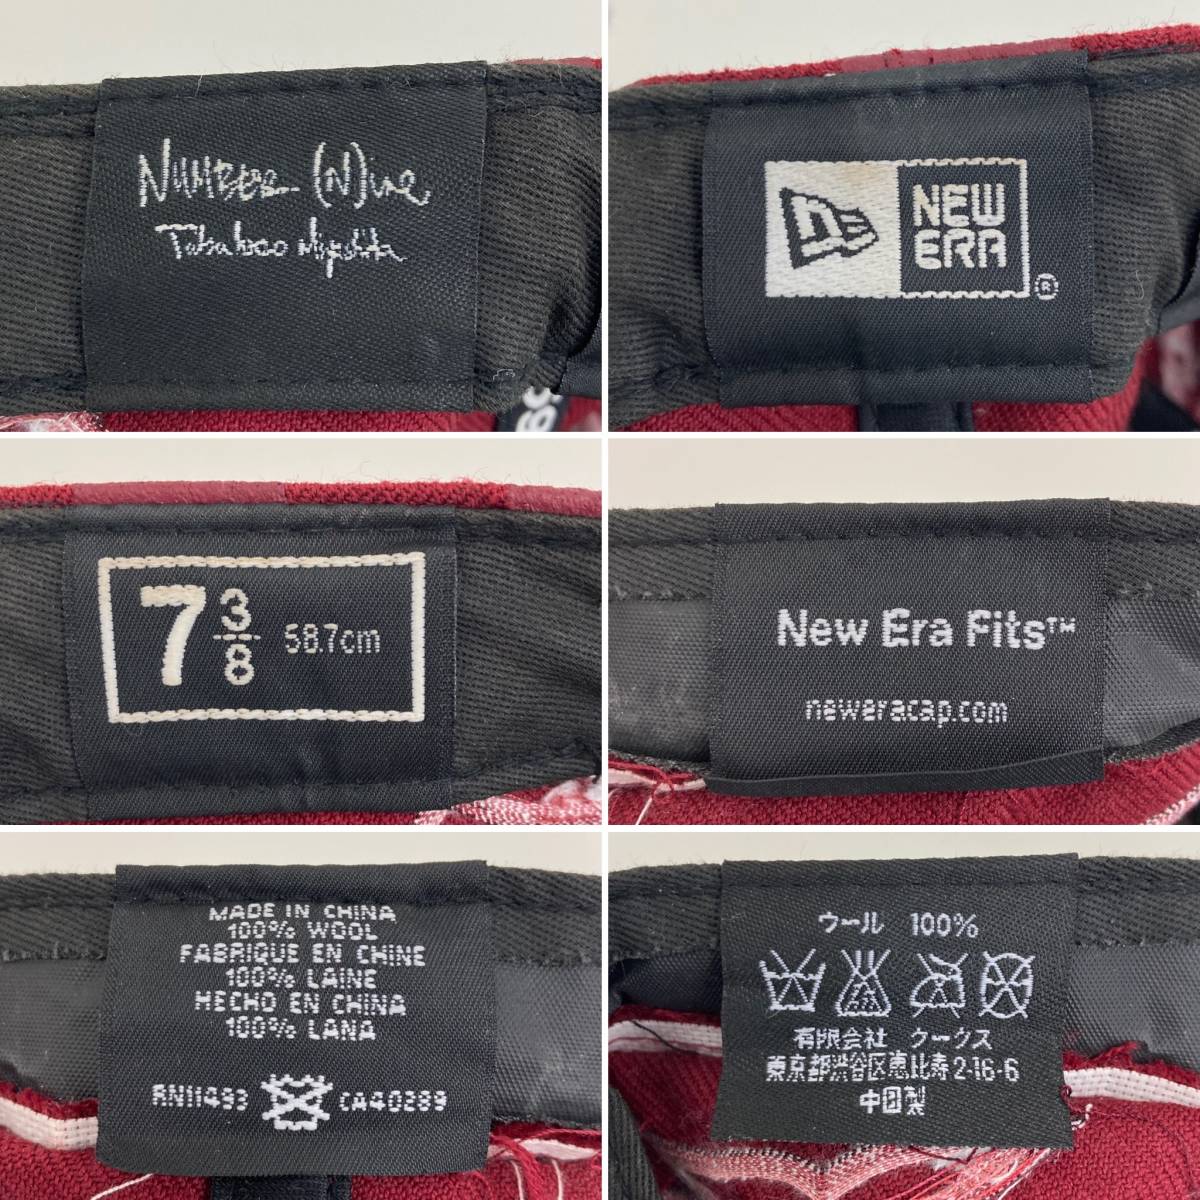 NUMBER (N)ine
Takahiro Miyashita
NEW
ERA
®
7 3/8 58.7cm
New Era Fits™
neweracap.com
MADE IN CHINA
100% WOOL
FABRIQUE EN CHINE
100% LAINE
HECHO EN CHINA
100% LANA
RN11493 CA40289
ウール 100%
有限会社 クークス
東京都渋谷区恵比寿2-16-6
中国製